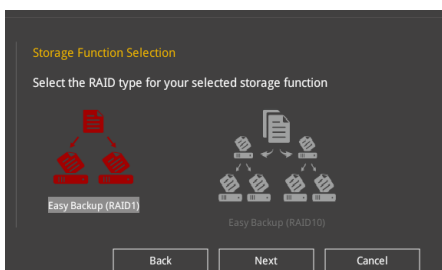 Storage Function Selection
Select the RAID type for your selected storage function
Easy Backup (RAID1)
Easy Backup (RAID10)
Back
Next
Cancel